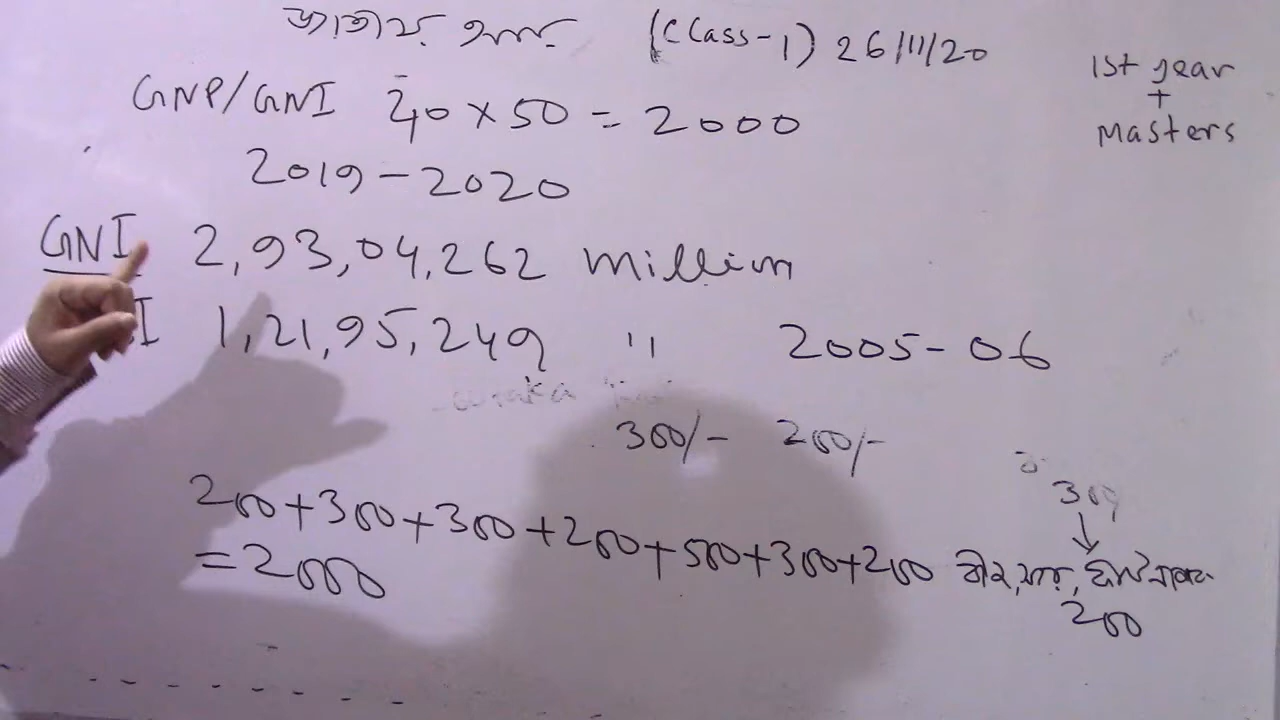 জাতীয় (Class-1) 26/11/20
1st year
+
Masters
GNP/GNI 40 × 50 = 2000
2019-2020
GNI 2,93,04,262 million
I 1,21,95,249 " 2005-06
300/- 200/-
300
↓
200+300+300+200+500+300+200
=2000
200